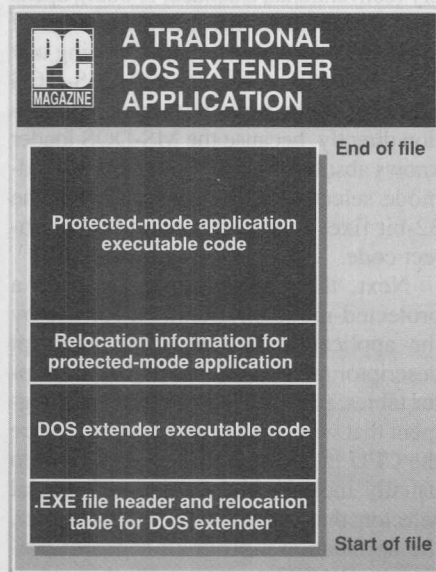 PC
MAGAZINE
A TRADITIONAL
DOS EXTENDER
APPLICATION
End of file
Protected-mode application
executable code
Relocation information for
protected-mode application
DOS extender executable code
.EXE file header and relocation
table for DOS extender
Start of file